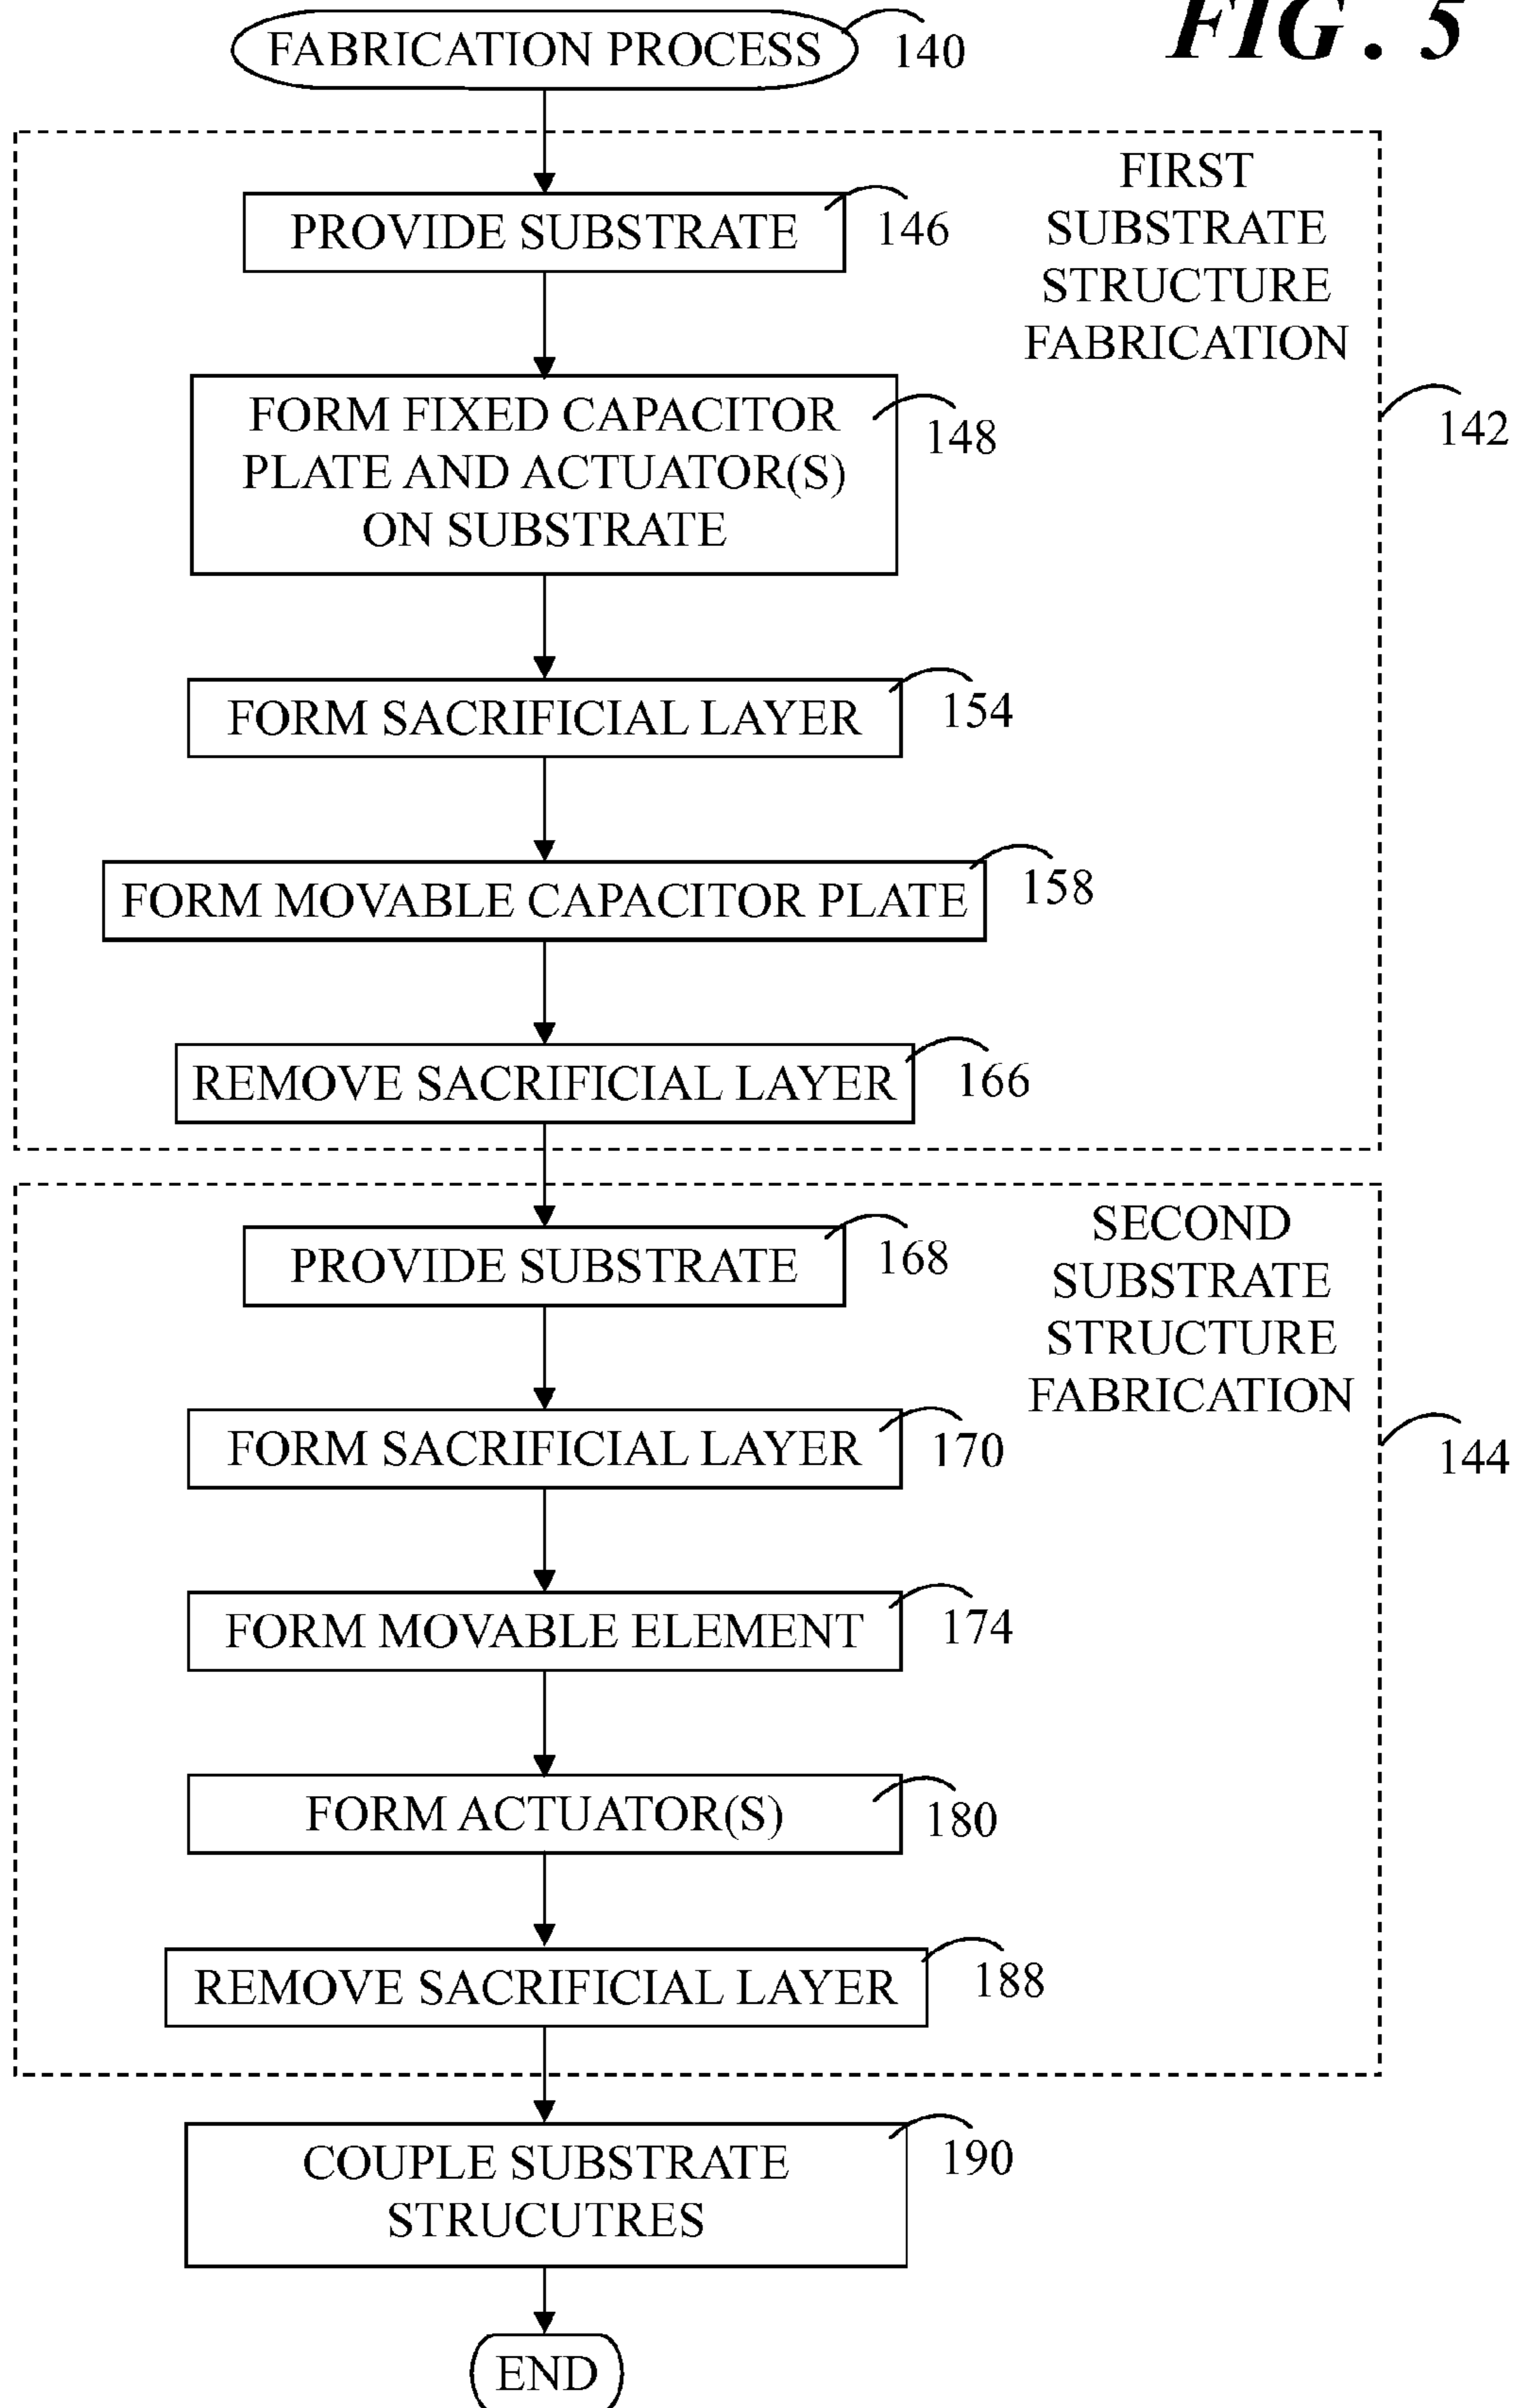 FIG. 5
FABRICATION PROCESS
140
FIRST
SUBSTRATE
STRUCTURE
FABRICATION
142
PROVIDE SUBSTRATE
146
FORM FIXED CAPACITOR
PLATE AND ACTUATOR(S)
ON SUBSTRATE
148
FORM SACRIFICIAL LAYER
154
FORM MOVABLE CAPACITOR PLATE
158
REMOVE SACRIFICIAL LAYER
166
SECOND
SUBSTRATE
STRUCTURE
FABRICATION
144
PROVIDE SUBSTRATE
168
FORM SACRIFICIAL LAYER
170
FORM MOVABLE ELEMENT
174
FORM ACTUATOR(S)
180
REMOVE SACRIFICIAL LAYER
188
COUPLE SUBSTRATE
STRUCUTRES
190
END